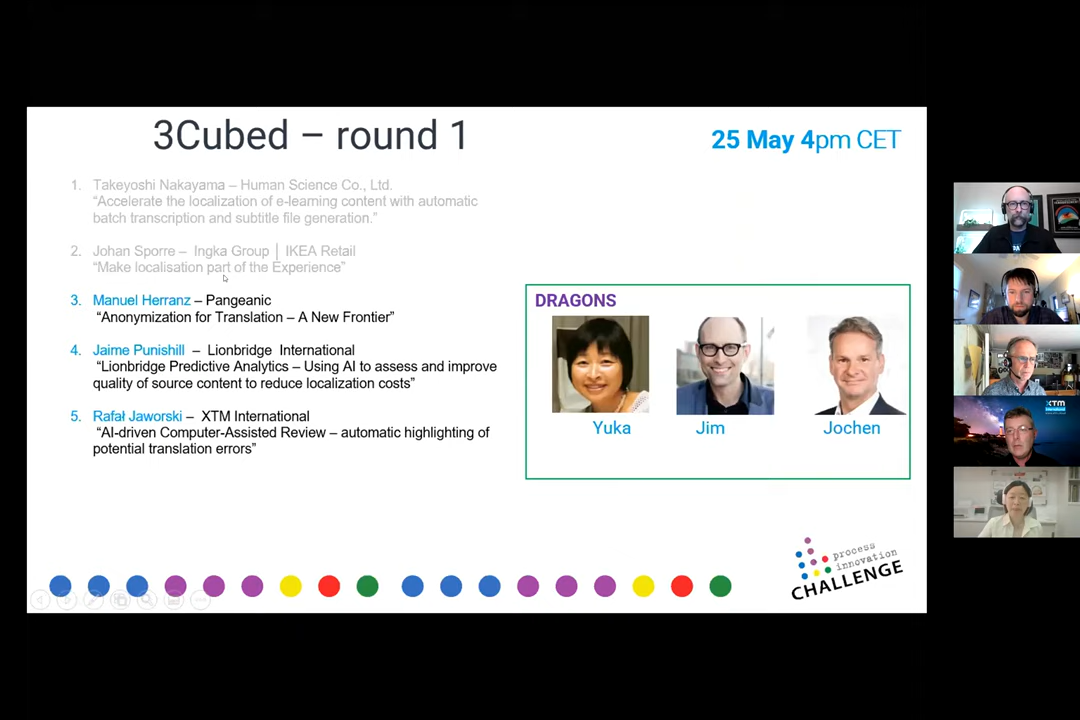 3Cubed – round 1
25 May 4pm CET
1. Takeyoshi Nakayama – Human Science Co., Ltd.
“Accelerate the localization of e-learning content with automatic
batch transcription and subtitle file generation.”
2. Johan Sporre – Ingka Group │ IKEA Retail
“Make localisation part of the Experience”
3. Manuel Herranz – Pangeanic
“Anonymization for Translation – A New Frontier”
4. Jaime Punishill – Lionbridge International
“Lionbridge Predictive Analytics – Using AI to assess and improve
quality of source content to reduce localization costs”
5. Rafał Jaworski – XTM International
“AI-driven Computer-Assisted Review – automatic highlighting of
potential translation errors”
DRAGONS
Yuka
Jim
Jochen
process
innovation
CHALLENGE
XTM